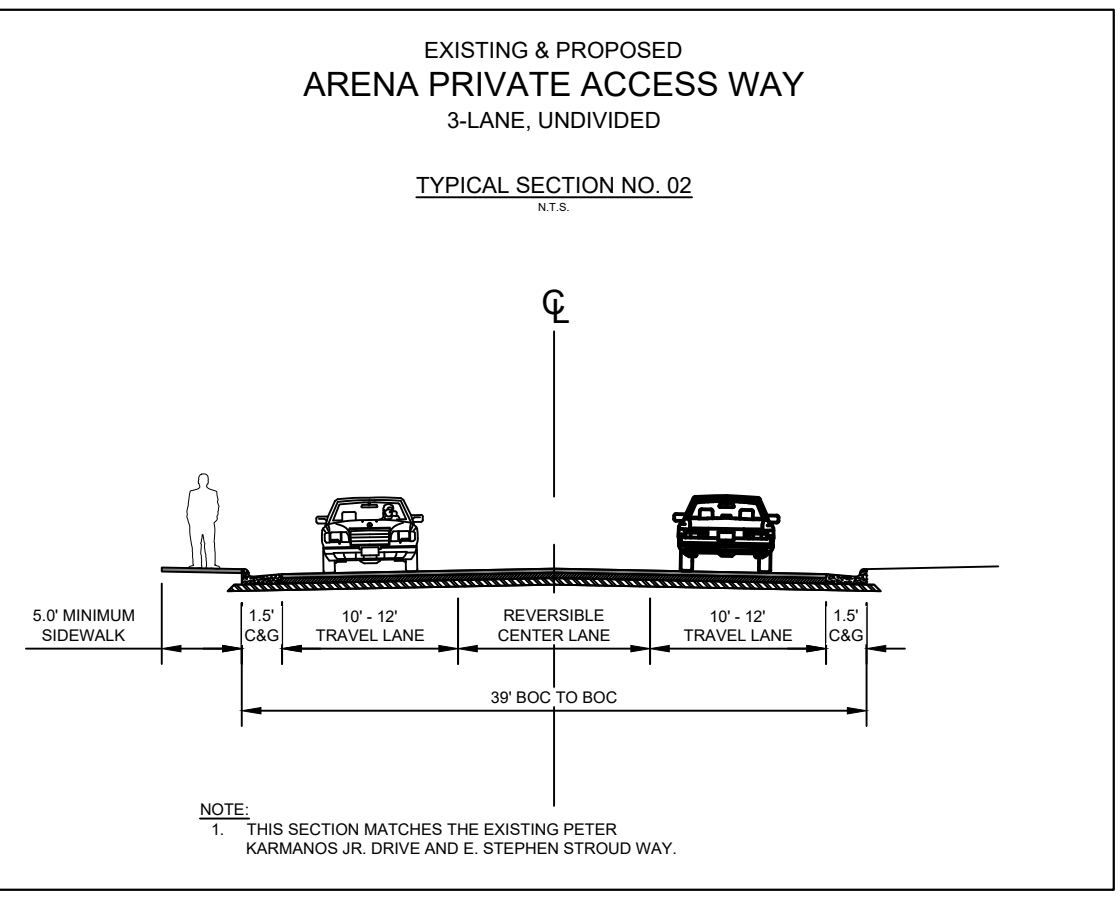 EXISTING & PROPOSED
ARENA PRIVATE ACCESS WAY
3-LANE, UNDIVIDED
TYPICAL SECTION NO. 02
N.T.S.
CL
5.0' MINIMUM
SIDEWALK
1.5'
C&G
10' - 12'
TRAVEL LANE
REVERSIBLE
CENTER LANE
10' - 12'
TRAVEL LANE
1.5'
C&G
39' BOC TO BOC
NOTE:
1. THIS SECTION MATCHES THE EXISTING PETER
KARMANOS JR. DRIVE AND E. STEPHEN STROUD WAY.